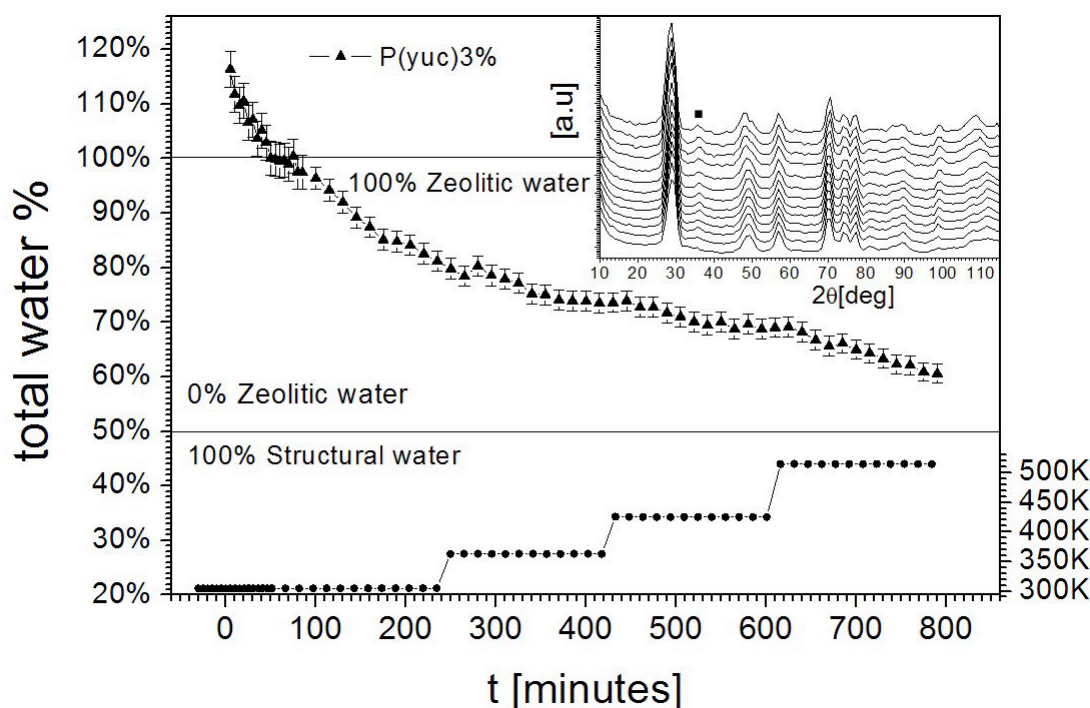 120%
110%
100%
90%
80%
70%
60%
50%
40%
30%
20%
total water %
P(yuc)3%
100% Zeolitic water
0% Zeolitic water
100% Structural water
[a.u]
10 20 30 40 50 60 70 80 90 100 110
2θ[deg]
500K
450K
400K
350K
300K
0 100 200 300 400 500 600 700 800
t [minutes]